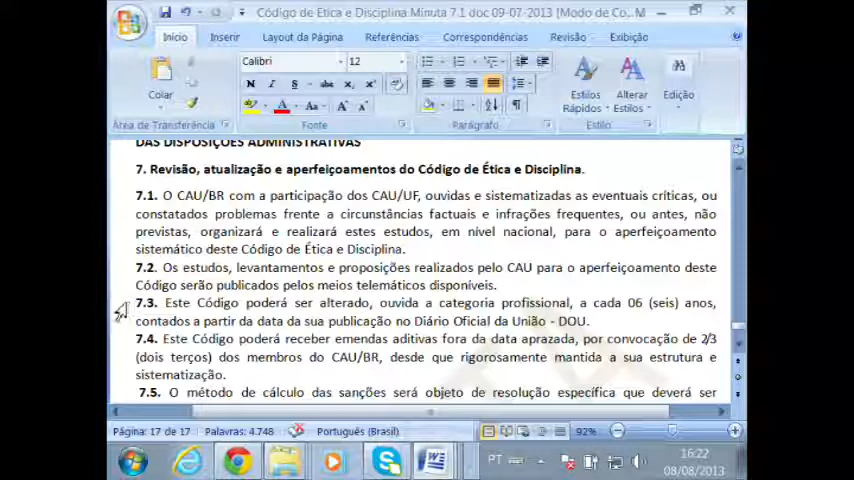 Código de Ética e Disciplina Minuta 7.1 doc 09-07-2013 [Modo de Co... M
Início Inserir Layout da Página Referências Correspondências Revisão Exibição
Calibri 12
Colar
N I S abc x₂ x²
Estilos Rápidos
Alterar Estilos
Edição
Área de Transferência Fonte Parágrafo Estilo
DAS DISPOSIÇÕES ADMINISTRATIVAS
7. Revisão, atualização e aperfeiçoamentos do Código de Ética e Disciplina.
7.1. O CAU/BR com a participação dos CAU/UF, ouvidas e sistematizadas as eventuais críticas, ou
constatados problemas frente a circunstâncias factuais e infrações frequentes, ou antes, não
previstas, organizará e realizará estes estudos, em nível nacional, para o aperfeiçoamento
sistemático deste Código de Ética e Disciplina.
7.2. Os estudos, levantamentos e proposições realizados pelo CAU para o aperfeiçoamento deste
Código serão publicados pelos meios telemáticos disponíveis.
7.3. Este Código poderá ser alterado, ouvida a categoria profissional, a cada 06 (seis) anos,
contados a partir da data da sua publicação no Diário Oficial da União - DOU.
7.4. Este Código poderá receber emendas aditivas fora da data aprazada, por convocação de 2/3
(dois terços) dos membros do CAU/BR, desde que rigorosamente mantida a sua estrutura e
sistematização.
7.5. O método de cálculo das sanções será objeto de resolução específica que deverá ser
Página: 17 de 17 Palavras: 4.748 Português (Brasil) 92%
PT 16:22
08/08/2013